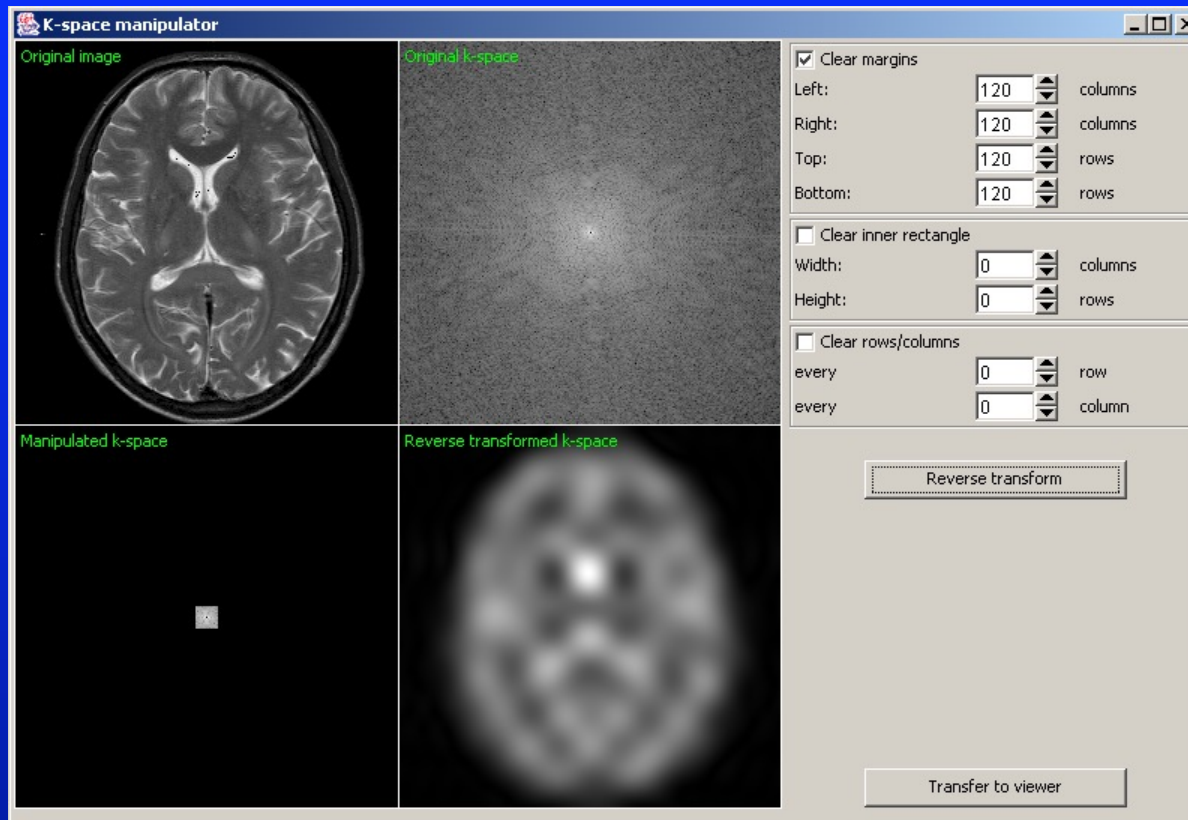 K-space manipulator
Original image
Original k-space
Clear margins
Left: 120 columns
Right: 120 columns
Top: 120 rows
Bottom: 120 rows
Clear inner rectangle
Width: 0 columns
Height: 0 rows
Clear rows/columns
every 0 row
every 0 column
Manipulated k-space
Reverse transformed k-space
Reverse transform
Transfer to viewer